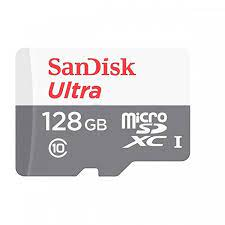 SanDisk
Ultra
128 GB
micro
SD
XC I
10